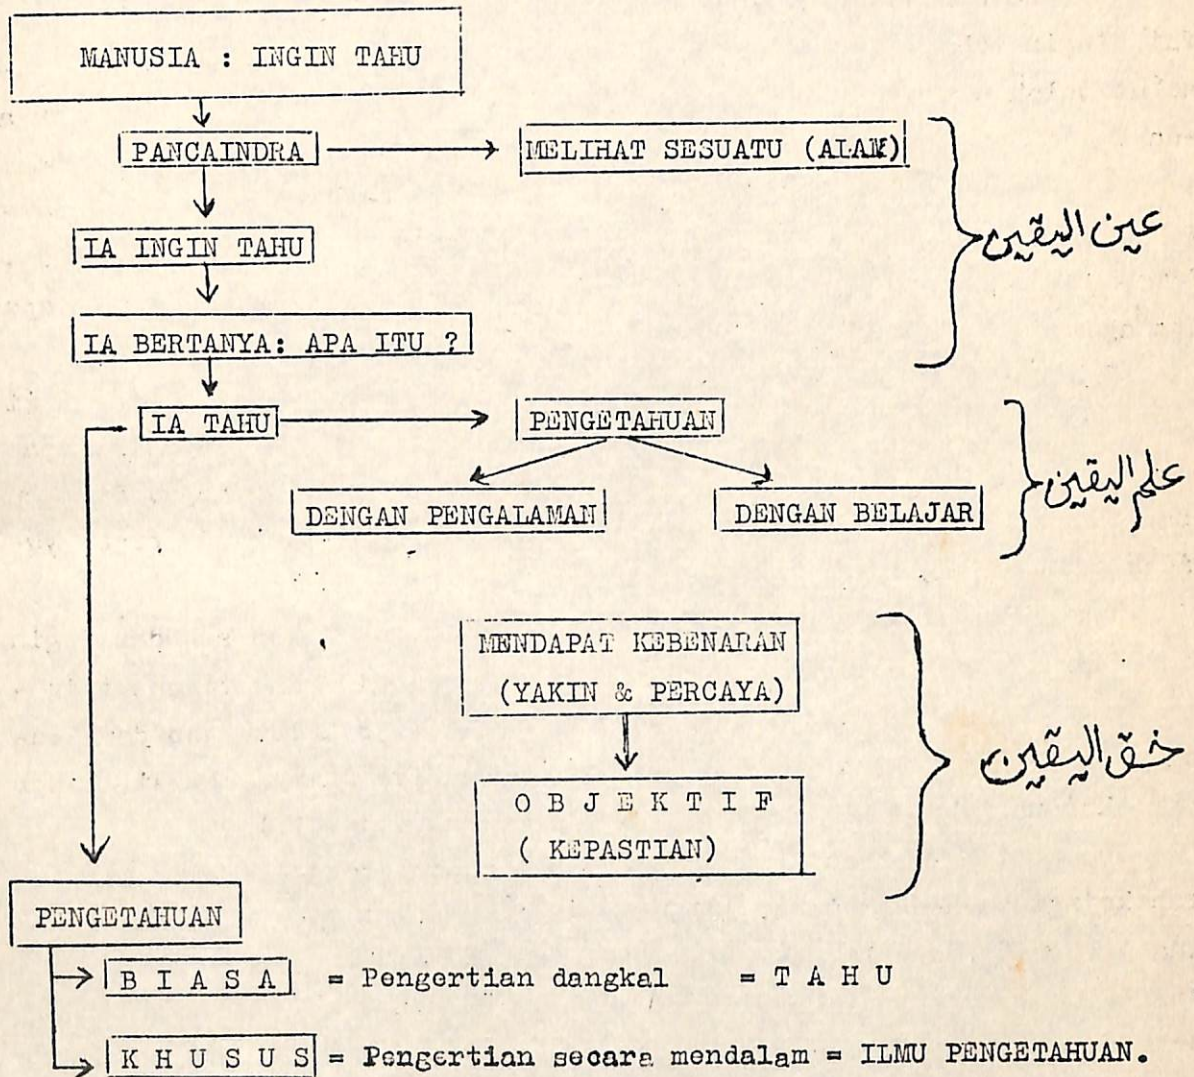 MANUSIA : INGIN TAHU
PANCAINDRA
MELIHAT SESUATU (ALAM)
عين اليقين
IA INGIN TAHU
IA BERTANYA: APA ITU ?
IA TAHU
PENGETAHUAN
علم اليقين
DENGAN PENGALAMAN
DENGAN BELAJAR
MENDAPAT KEBENARAN
(YAKIN & PERCAYA)
خق اليقين
O B J E K T I F
( KEPASTIAN)
PENGETAHUAN
B I A S A = Pengertian dangkal = T A H U
K H U S U S = Pengertian secara mendalam = ILMU PENGETAHUAN.